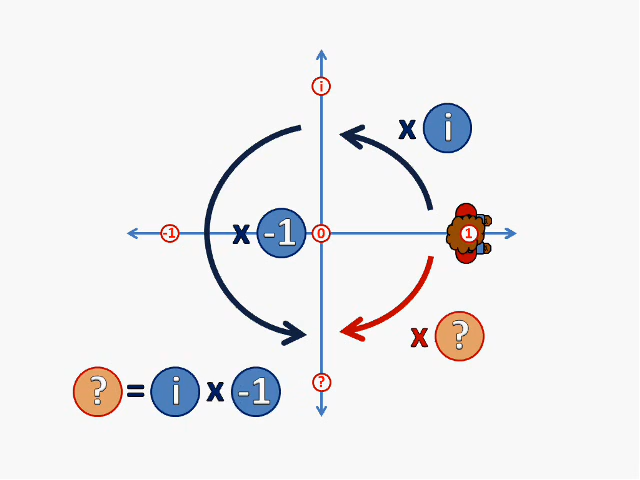 i
x i
-1
x -1
0
1
x ?
?
? = i x -1